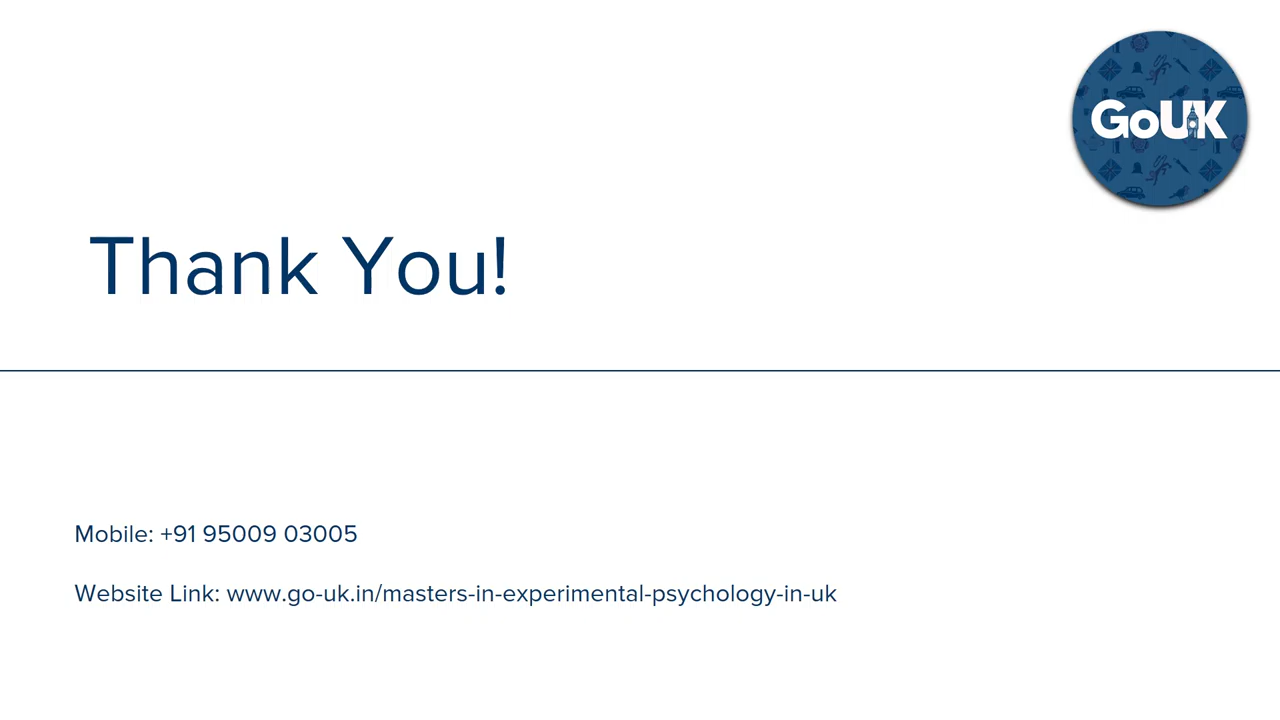 GoUK
Thank You!
Mobile: +91 95009 03005
Website Link: www.go-uk.in/masters-in-experimental-psychology-in-uk